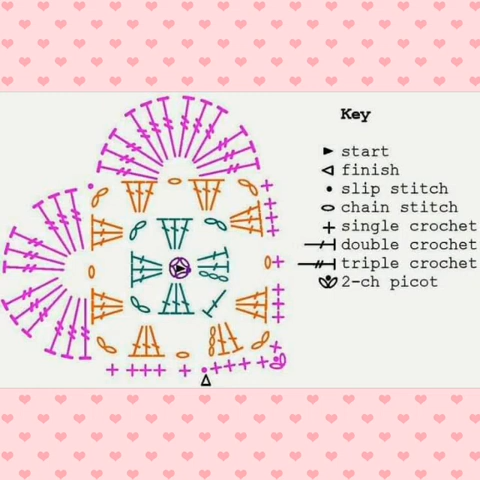 Key
start
finish
slip stitch
chain stitch
single crochet
double crochet
triple crochet
2-ch picot